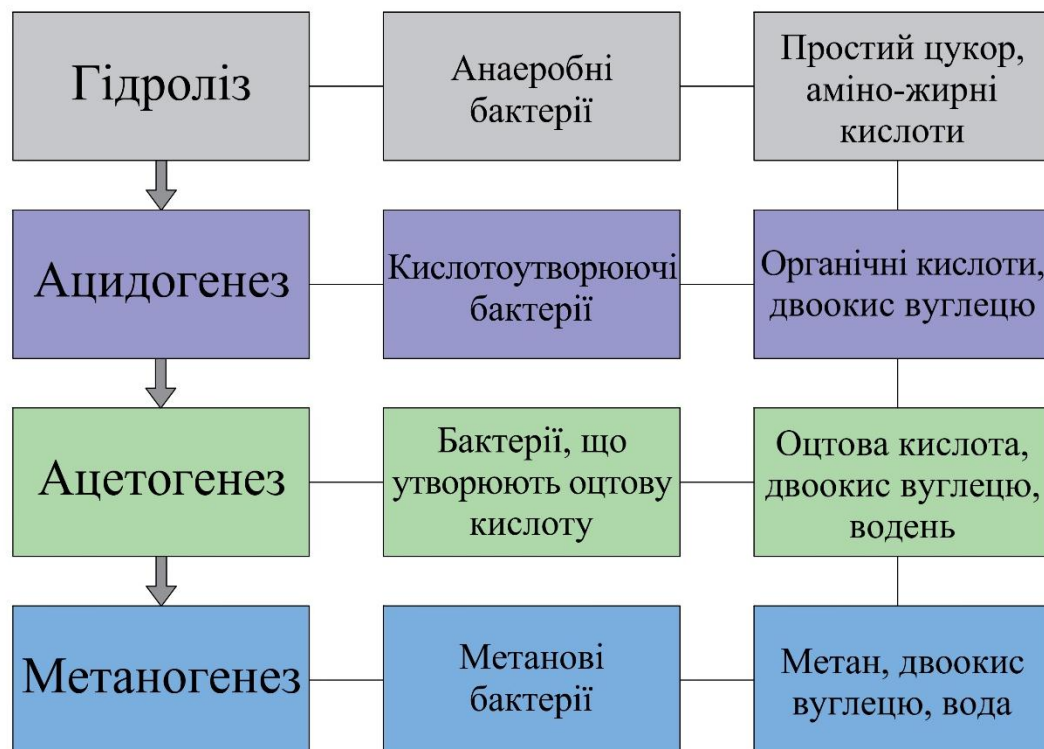 Гідроліз
Анаеробні
бактерії
Простий цукор,
аміно-жирні
кислоти
Ацидогенез
Кислотоутворюючі
бактерії
Органічні кислоти,
двоокис вуглецю
Ацетогенез
Бактерії, що
утворюють оцтову
кислоту
Оцтова кислота,
двоокис вуглецю,
водень
Метаногенез
Метанові
бактерії
Метан, двоокис
вуглецю, вода